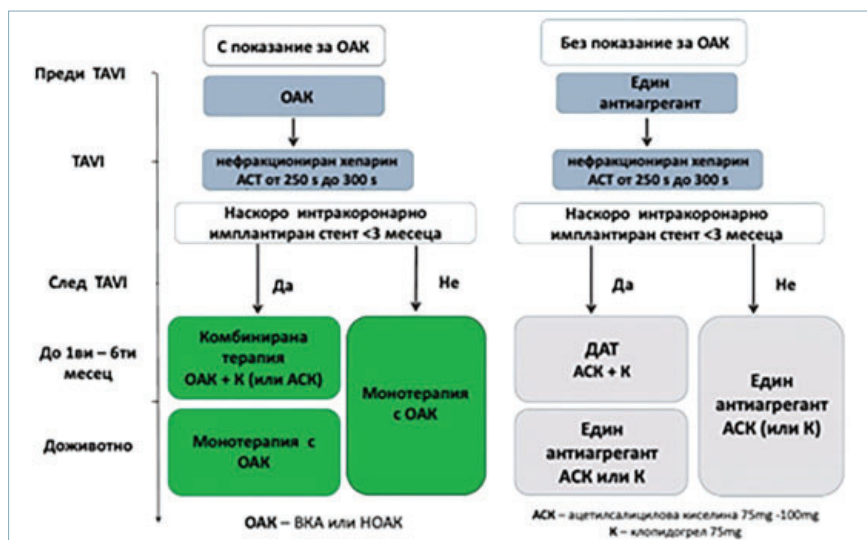 С показание за ОАК
Без показание за ОАК
Преди TAVI
ОАК
Един
антиагрегант
TAVI
нефракциониран хепарин
АСТ от 250 s до 300 s
нефракциониран хепарин
АСТ от 250 s до 300 s
Наскоро интракоронарно
имплантиран стент <3 месеца
Наскоро интракоронарно
имплантиран стент <3 месеца
След TAVI
Да
Не
Да
Не
До 1ви – 6ти
месец
Комбинирана
терапия
ОАК + К (или АСК)
Монотерапия
с ОАК
ДАТ
АСК + К
Един
антиагрегант
АСК (или К)
Доживотно
Монотерапия с
ОАК
Един
антиагрегант
АСК или К
ОАК – ВКА или НОАК
АСК – ацетилсалицилова киселина 75mg -100mg
К – клопидогрел 75mg